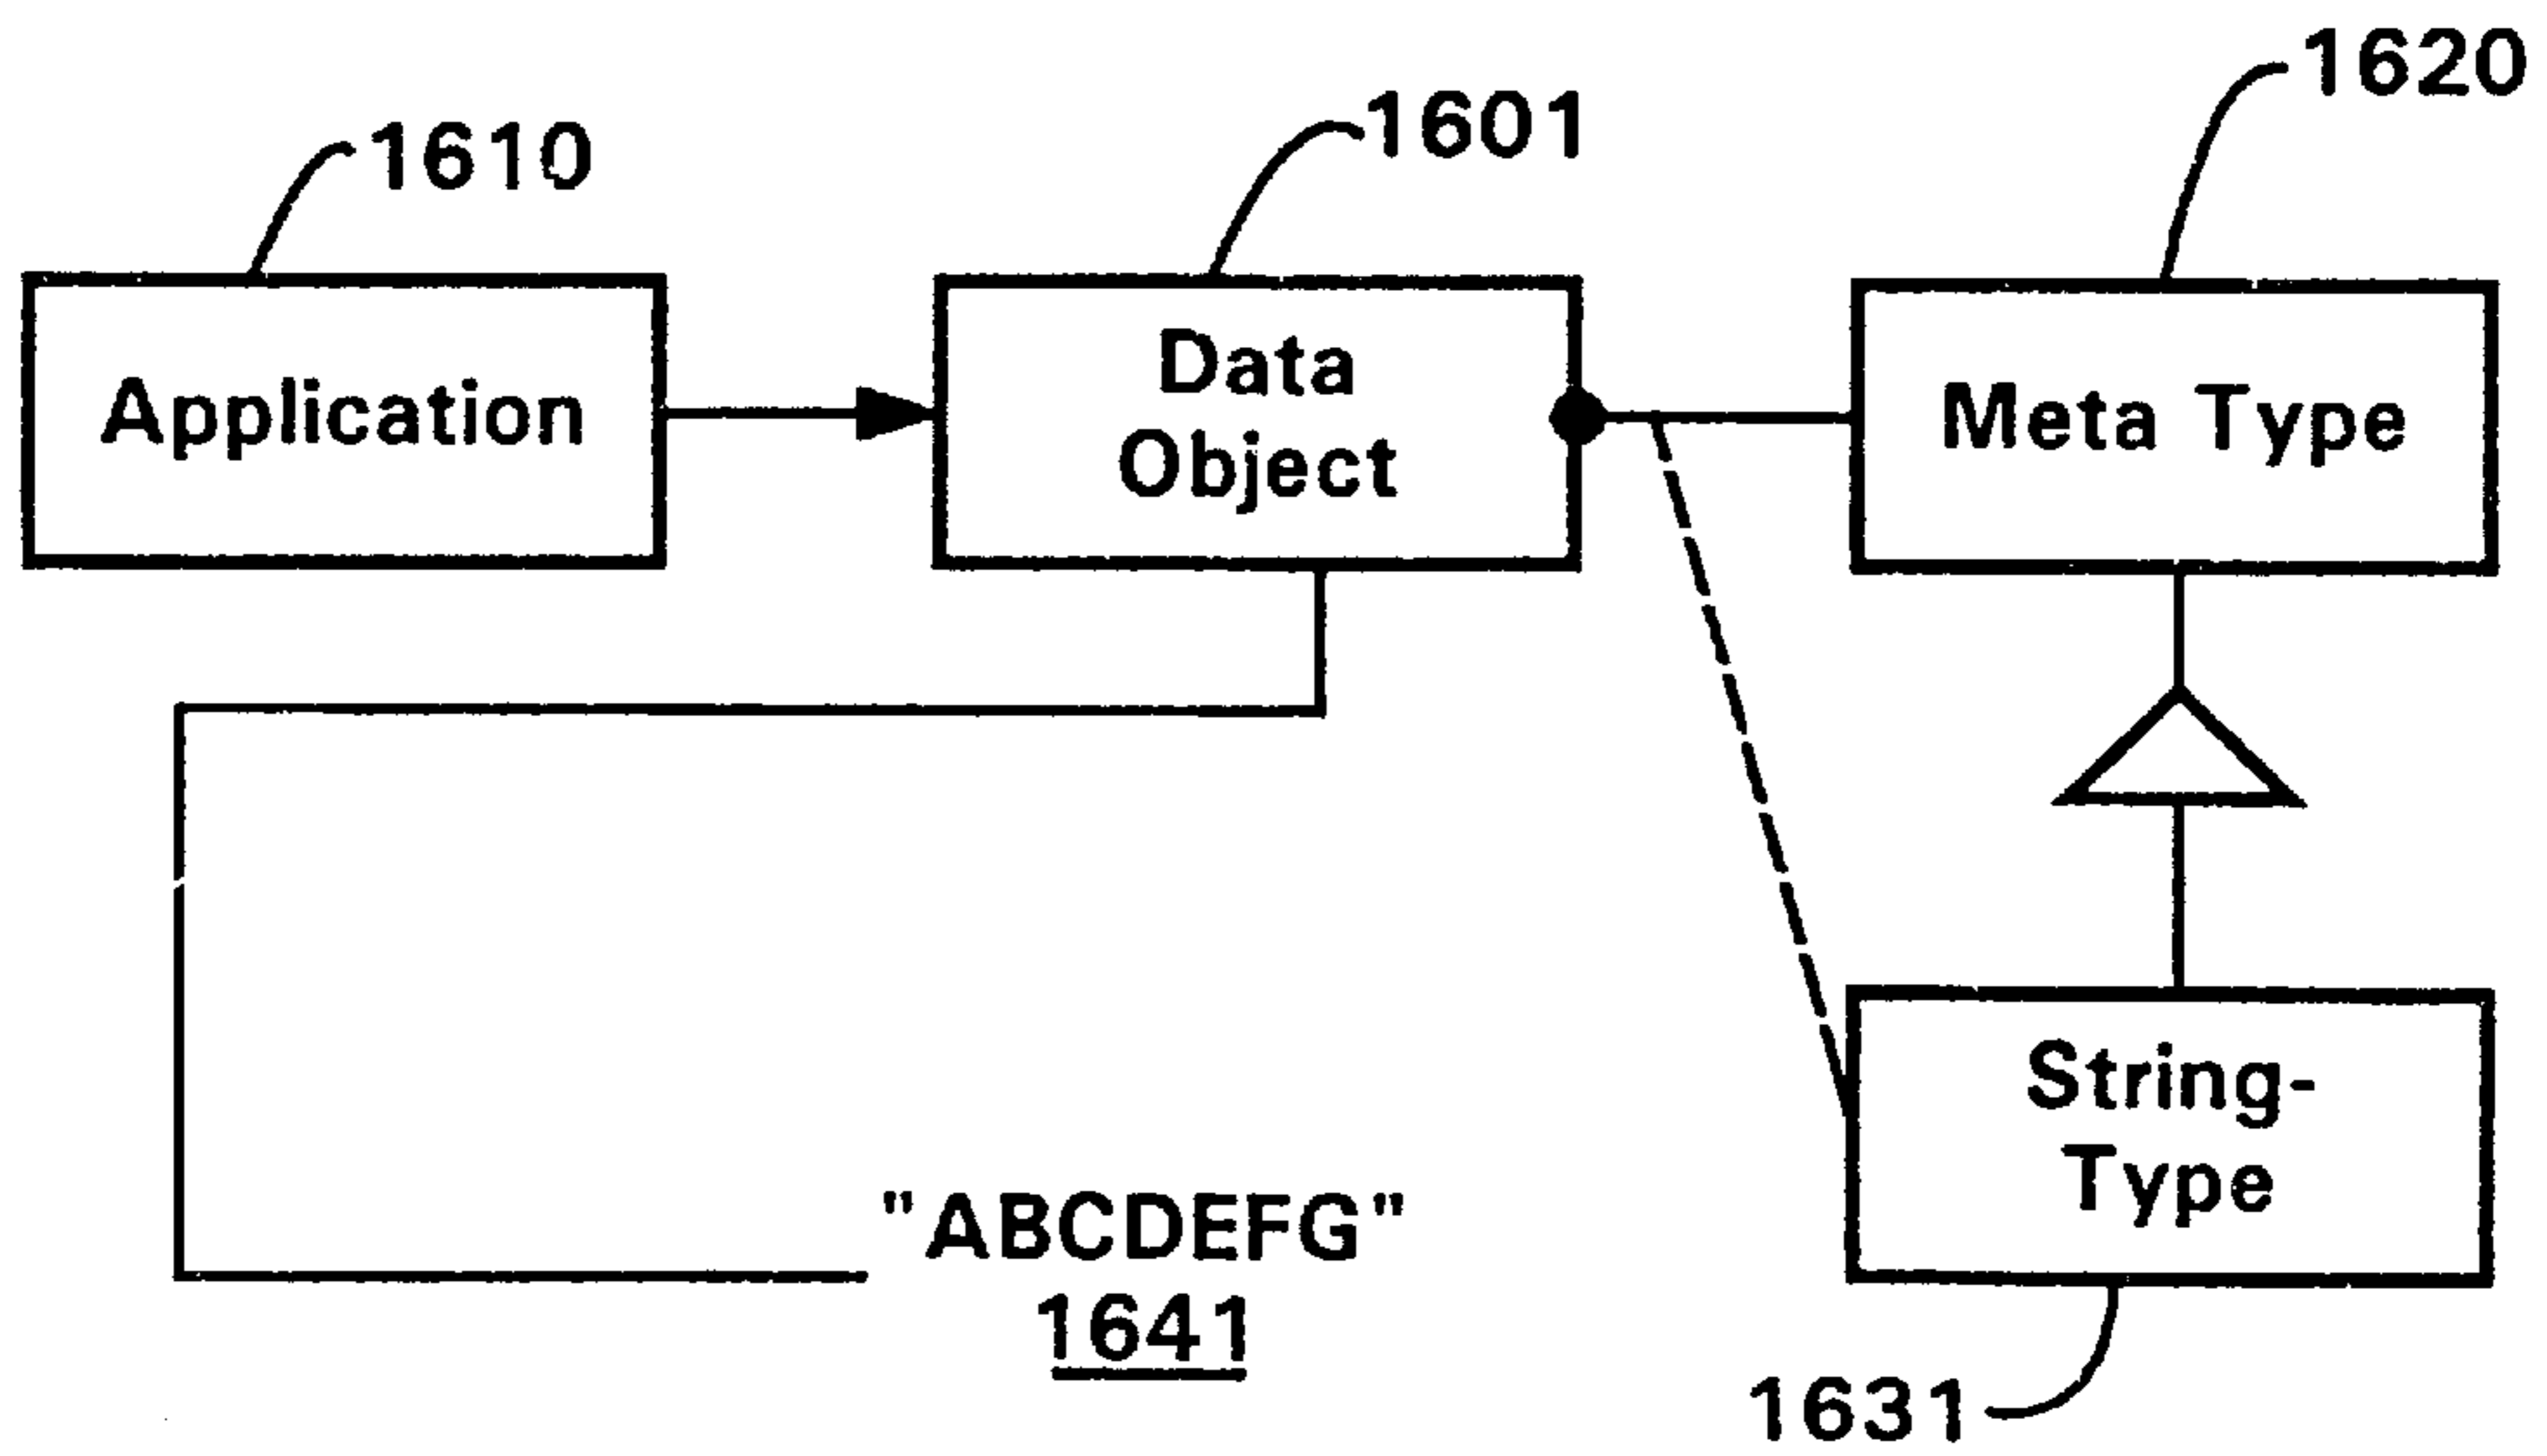 1620
1601
1610
Application
Data
Object
Meta Type
String-
Type
"ABCDEFG"
1641
1631